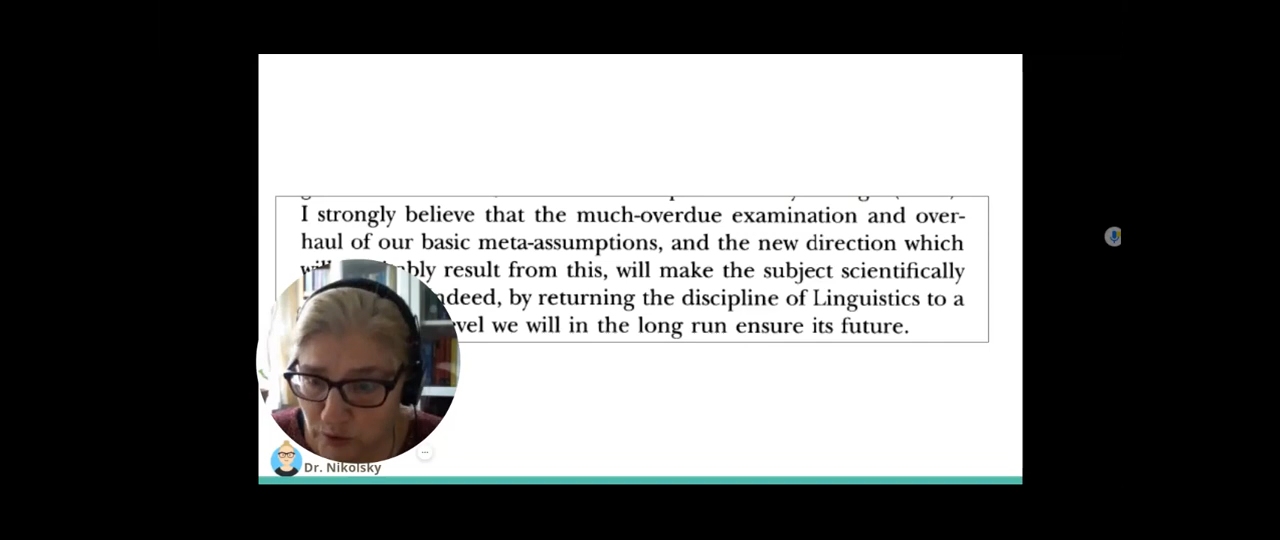 I strongly believe that the much-overdue examination and over-
haul of our basic meta-assumptions, and the new direction which
result from this, will make the subject scientifically
by returning the discipline of Linguistics to a
we will in the long run ensure its future.
Dr. Nikolsky